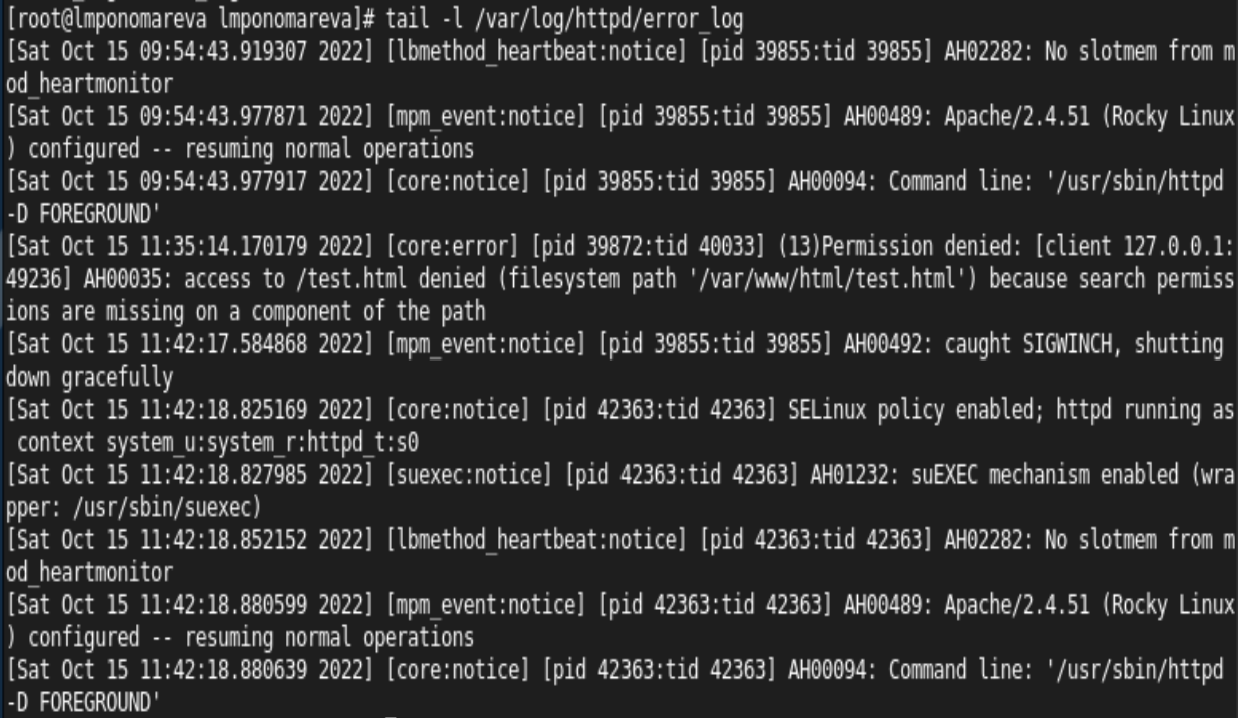 [root@lmponomareva lmponomareva]# tail -l /var/log/httpd/error_log
[Sat Oct 15 09:54:43.919307 2022] [lbmethod_heartbeat:notice] [pid 39855:tid 39855] AH02282: No slotmem from m
od_heartmonitor
[Sat Oct 15 09:54:43.977871 2022] [mpm_event:notice] [pid 39855:tid 39855] AH00489: Apache/2.4.51 (Rocky Linux
) configured -- resuming normal operations
[Sat Oct 15 09:54:43.977917 2022] [core:notice] [pid 39855:tid 39855] AH00094: Command line: '/usr/sbin/httpd
-D FOREGROUND'
[Sat Oct 15 11:35:14.170179 2022] [core:error] [pid 39872:tid 40033] (13)Permission denied: [client 127.0.0.1:
49236] AH00035: access to /test.html denied (filesystem path '/var/www/html/test.html') because search permiss
ions are missing on a component of the path
[Sat Oct 15 11:42:17.584868 2022] [mpm_event:notice] [pid 39855:tid 39855] AH00492: caught SIGWINCH, shutting
down gracefully
[Sat Oct 15 11:42:18.825169 2022] [core:notice] [pid 42363:tid 42363] SELinux policy enabled; httpd running as
 context system_u:system_r:httpd_t:s0
[Sat Oct 15 11:42:18.827985 2022] [suexec:notice] [pid 42363:tid 42363] AH01232: suEXEC mechanism enabled (wra
pper: /usr/sbin/suexec)
[Sat Oct 15 11:42:18.852152 2022] [lbmethod_heartbeat:notice] [pid 42363:tid 42363] AH02282: No slotmem from m
od_heartmonitor
[Sat Oct 15 11:42:18.880599 2022] [mpm_event:notice] [pid 42363:tid 42363] AH00489: Apache/2.4.51 (Rocky Linux
) configured -- resuming normal operations
[Sat Oct 15 11:42:18.880639 2022] [core:notice] [pid 42363:tid 42363] AH00094: Command line: '/usr/sbin/httpd
-D FOREGROUND'